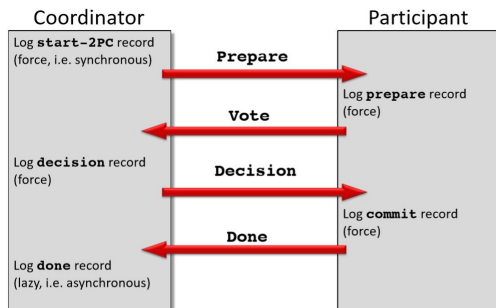 Coordinator
Participant
Log start-2PC record
(force, i.e. synchronous)
Prepare
Log prepare record
(force)
Vote
Log decision record
(force)
Decision
Log commit record
(force)
Done
Log done record
(lazy, i.e. asynchronous)